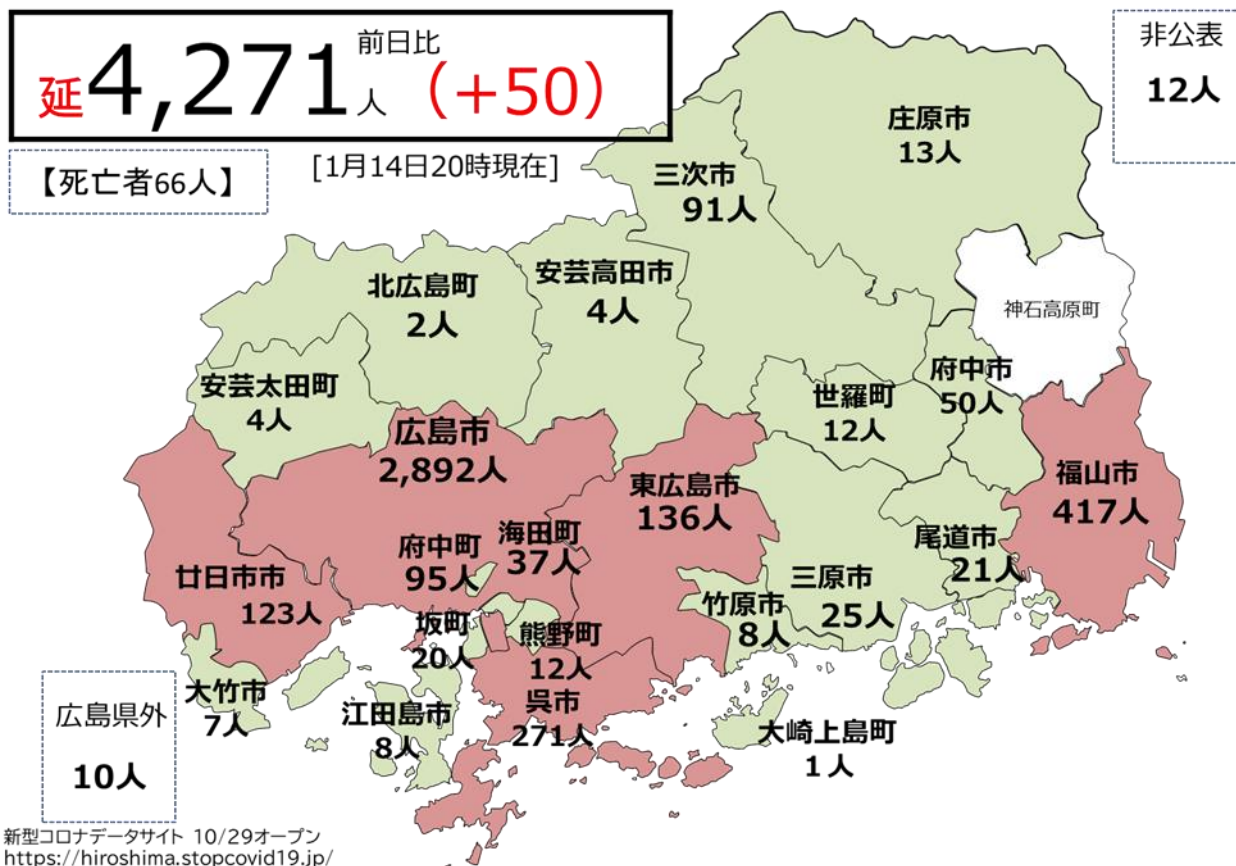 延4,271人
前日比
(+50)
【死亡者66人】
[1月14日20時現在]
非公表
12人
庄原市
13人
三次市
91人
北広島町
2人
安芸高田市
4人
神石高原町
安芸太田町
4人
世羅町
12人
府中市
50人
広島市
2,892人
東広島市
136人
福山市
417人
府中町
95人
海田町
37人
尾道市
21人
廿日市市
123人
三原市
25人
竹原市
8人
坂町
20人
熊野町
12人
大竹市
7人
江田島市
8人
呉市
271人
大崎上島町
1人
広島県外
10人
新型コロナデータサイト 10/29オープン
https://hiroshima.stopcovid19.jp/